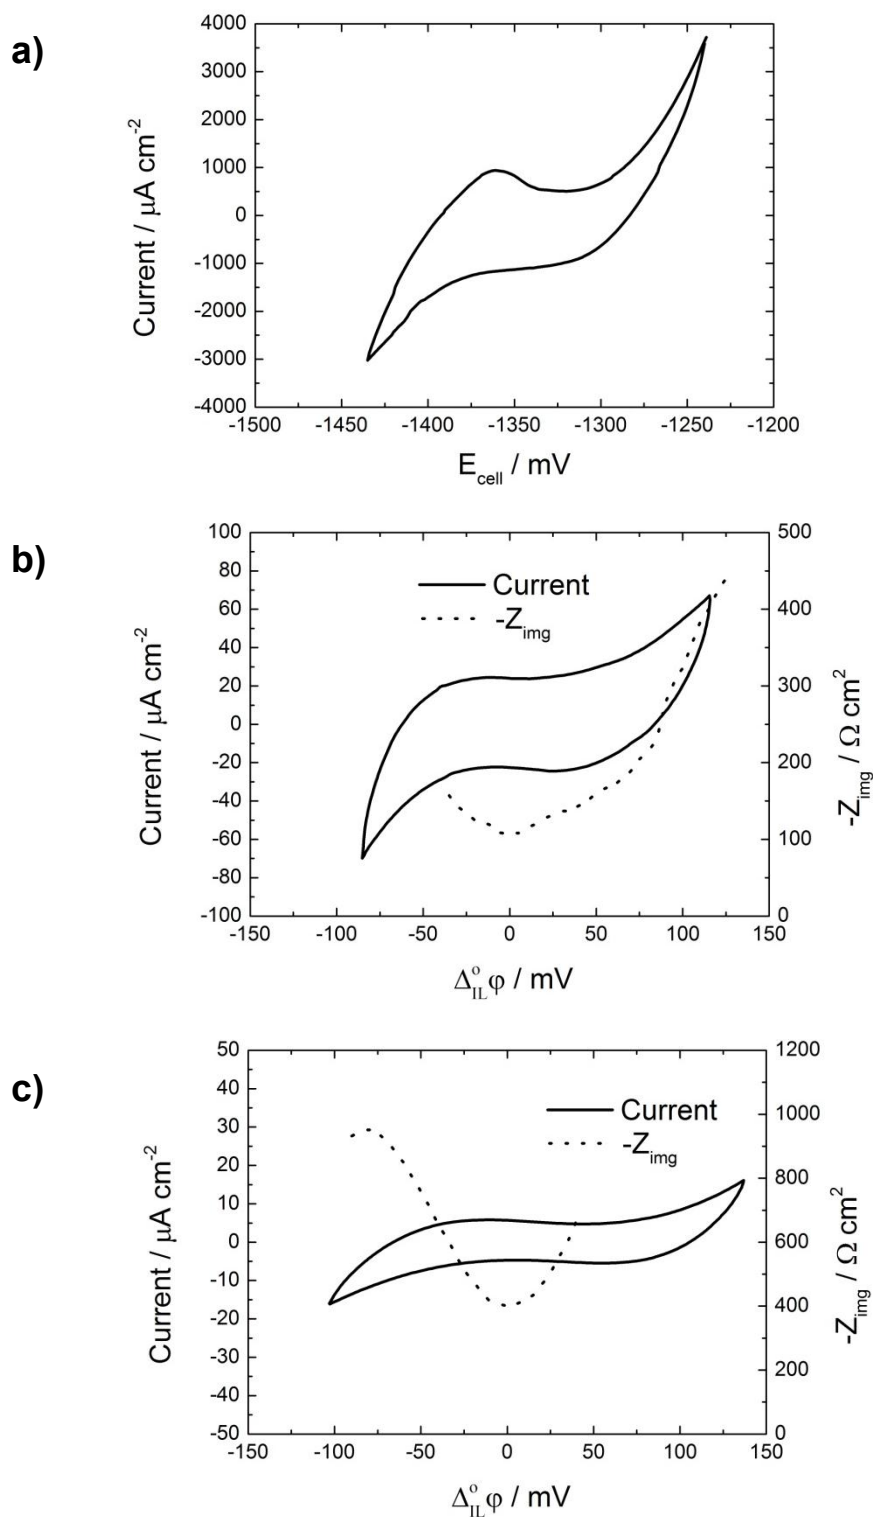 a)
4000
3000
2000
1000
0
-1000
-2000
-3000
-4000
Current / μA cm-2
-1500 -1450 -1400 -1350 -1300 -1250 -1200
Ecell / mV
b)
100
80
60
40
20
0
-20
-40
-60
-80
-100
Current / μA cm-2
Current
-Zimg
500
400
300
200
100
0
-Zimg / Ω cm2
-150 -100 -50 0 50 100 150
ΔoILφ / mV
c)
50
40
30
20
10
0
-10
-20
-30
-40
-50
Current / μA cm-2
Current
-Zimg
1200
1000
800
600
400
200
0
-Zimg / Ω cm2
-150 -100 -50 0 50 100 150
ΔoILφ / mV